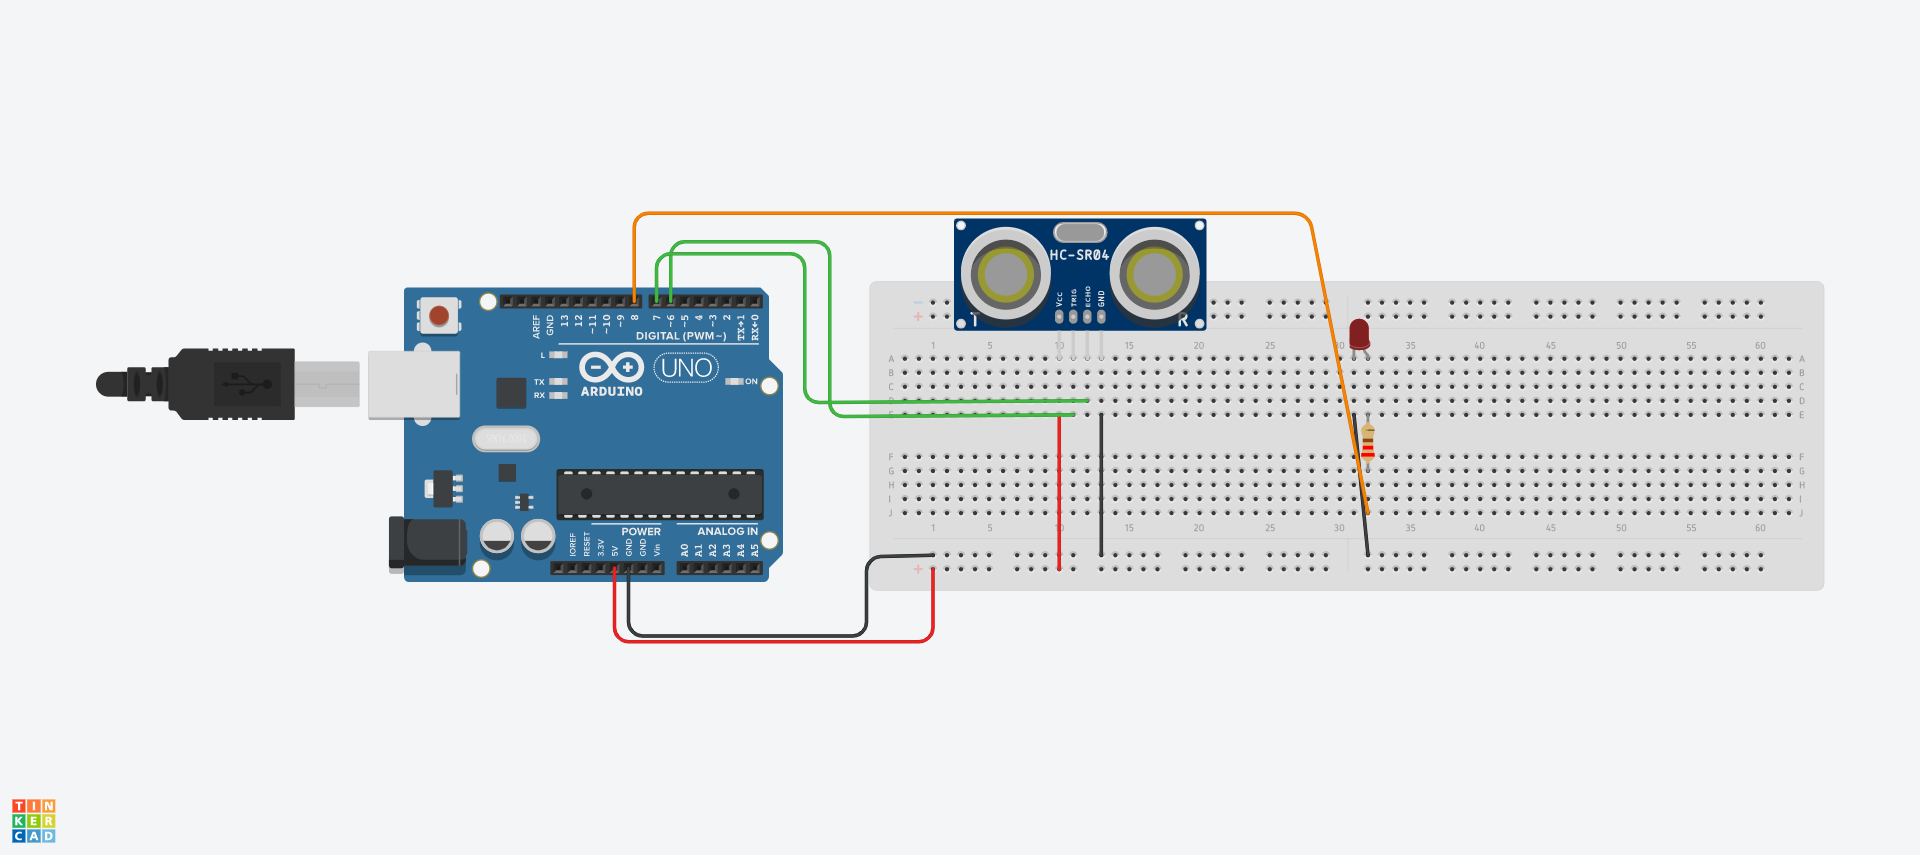 HC-SR04
VCC
TRIG
ECHO
GND
T
R
AREF
GND
13
12
~11
~10
~9
8
7
~6
~5
4
~3
2
TX→1
RX←0
DIGITAL (PWM~)
L
TX
RX
ARDUINO
UNO
ON
POWER
ANALOG IN
IOREF
RESET
3.3V
5V
GND
GND
Vin
A0
A1
A2
A3
A4
A5
1 5 10 15 20 25 30 35 40 45 50 55 60
A A
B B
C C
D D
E E
F F
G G
H H
I I
J J
1 5 10 15 20 25 30 35 40 45 50 55 60
TIN
KER
CAD